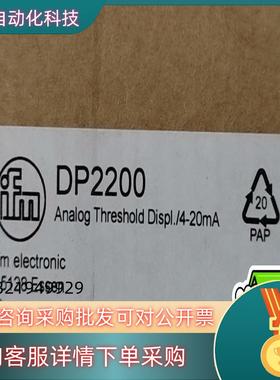 自动化科技
ifm
DP2200
Analog Threshold Displ./4-20mA
20
PAP
m electronic
咨询采购批发可对公开票
客服详情下单采购